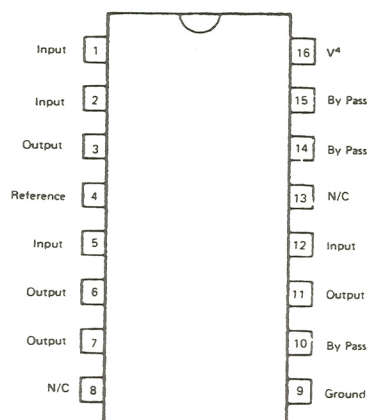 Input 1 16 V4
Input 2 15 By Pass
Output 3 14 By Pass
Reference 4 13 N/C
Input 5 12 Input
Output 6 11 Output
Output 7 10 By Pass
N/C 8 9 Ground